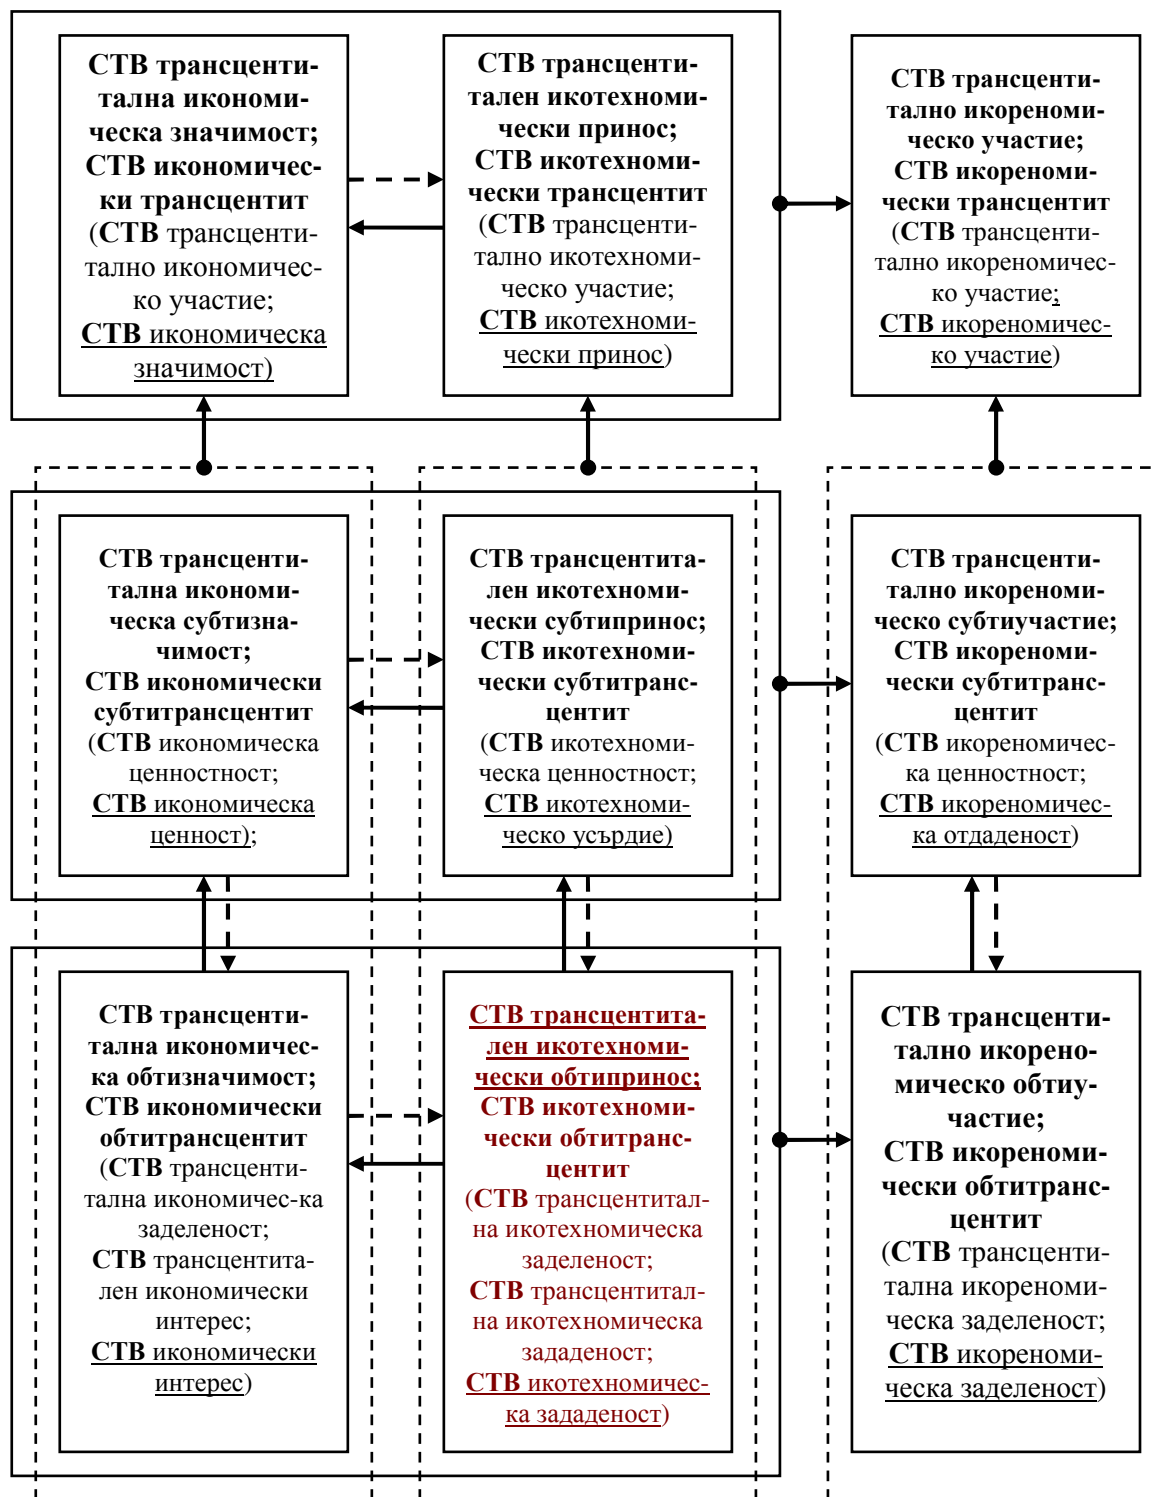 СТВ трансценти-
тална икономи-
ческа значимост;
СТВ икономичес-
ки трансцентит
(СТВ трансценти-
тално икономичес-
ко участие;
СТВ икономическа
значимост)
СТВ трансценти-
тален икотехноми-
чески принос;
СТВ икотехноми-
чески трансцентит
(СТВ трансценти-
тално икотехноми-
ческо участие;
СТВ икотехноми-
чески принос)
СТВ трансценти-
тално икореноми-
ческо участие;
СТВ икореноми-
чески трансцентит
(СТВ трансценти-
тално икореномичес-
ко участие;
СТВ икореномичес-
ко участие)
СТВ трансценти-
тална икономи-
ческа субтизна-
чимост;
СТВ икономически
субтитрансцентит
(СТВ икономическа
ценностност;
СТВ икономическа
ценност);
СТВ трансцентита-
лен икотехноми-
чески субтипринос;
СТВ икотехноми-
чески субтитранс-
центит
(СТВ икотехноми-
ческа ценностност;
СТВ икотехноми-
ческо усърдие)
СТВ трансценти-
тално икореноми-
ческо субтиучастие;
СТВ икореноми-
чески субтитранс-
центит
(СТВ икореномичес-
ка ценностност;
СТВ икореномичес-
ка отдаденост)
СТВ трансценти-
тална икономичес-
ка обтизначимост;
СТВ икономически
обтитрансцентит
(СТВ трансценти-
тална икономичес-ка
заделеност;
СТВ трансцентита-
лен икономически
интерес;
СТВ икономически
интерес)
СТВ трансцентита-
лен икотехноми-
чески обтипринос;
СТВ икотехноми-
чески обтитранс-
центит
(СТВ трансцентитал-
на икотехномическа
заделеност;
СТВ трансцентитал-
на икотехномическа
зададеност;
СТВ икотехномичес-
ка зададеност)
СТВ трансценти-
тално икорено-
мическо обтиу-
частие;
СТВ икореноми-
чески обтитранс-
центит
(СТВ трансценти-
тална икореноми-
ческа заделеност;
СТВ икореноми-
ческа заделеност)